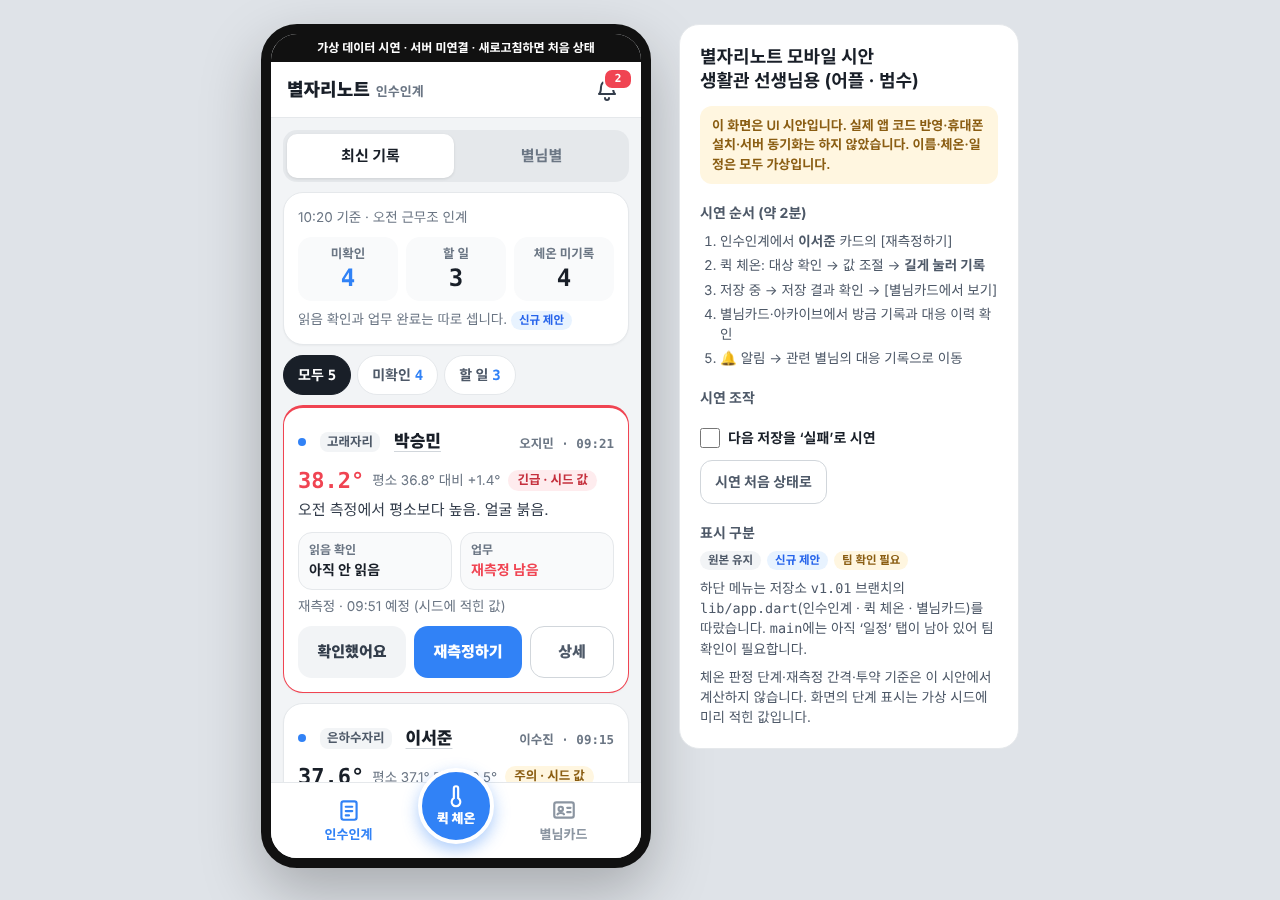 가상 데이터 시연 · 서버 미연결 · 새로고침하면 처음 상태
별자리노트 인수인계
2
최신 기록
별님별
10:20 기준 · 오전 근무조 인계
미확인
4
할 일
3
체온 미기록
4
읽음 확인과 업무 완료는 따로 셉니다. 신규 제안
모두 5
미확인 4
할 일 3
고래자리 박승민 오지민 · 09:21
38.2° 평소 36.8° 대비 +1.4° 긴급 · 시드 값
오전 측정에서 평소보다 높음. 얼굴 붉음.
읽음 확인
아직 안 읽음
업무
재측정 남음
재측정 · 09:51 예정 (시드에 적힌 값)
확인했어요
재측정하기
상세
은하수자리 이서준 이수진 · 09:15
37.6° 평소 37.1° 5° 주의 · 시드 값
인수인계
퀵 체온
별님카드
별자리노트 모바일 시안
생활관 선생님용 (어플 · 범수)
이 화면은 UI 시안입니다. 실제 앱 코드 반영·휴대폰
설치·서버 동기화는 하지 않았습니다. 이름·체온·일
정은 모두 가상입니다.
시연 순서 (약 2분)
1. 인수인계에서 이서준 카드의 [재측정하기]
2. 퀵 체온: 대상 확인 → 값 조절 → 길게 눌러 기록
3. 저장 중 → 저장 결과 확인 → [별님카드에서 보기]
4. 별님카드·아카이브에서 방금 기록과 대응 이력 확
인
5. 🔔 알림 → 관련 별님의 대응 기록으로 이동
시연 조작
다음 저장을 ‘실패’로 시연
시연 처음 상태로
표시 구분
원본 유지 신규 제안 팀 확인 필요
하단 메뉴는 저장소 v1.01 브랜치의
lib/app.dart(인수인계 · 퀵 체온 · 별님카드)를
따랐습니다. main에는 아직 ‘일정’ 탭이 남아 있어 팀
확인이 필요합니다.
체온 판정 단계·재측정 간격·투약 기준은 이 시안에서
계산하지 않습니다. 화면의 단계 표시는 가상 시드에
미리 적힌 값입니다.